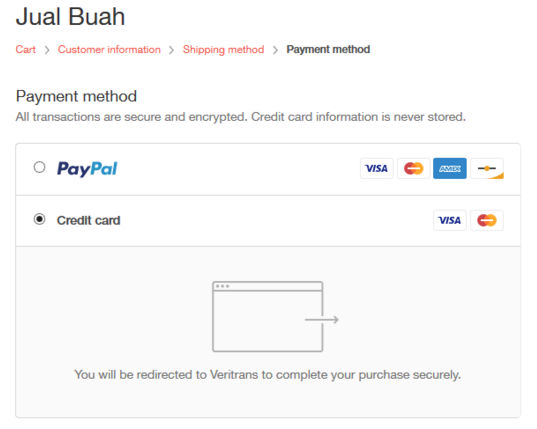 Jual Buah
Cart > Customer information > Shipping method > Payment method
Payment method
All transactions are secure and encrypted. Credit card information is never stored.
PayPal VISA AMEX
Credit card VISA
You will be redirected to Veritrans to complete your purchase securely.